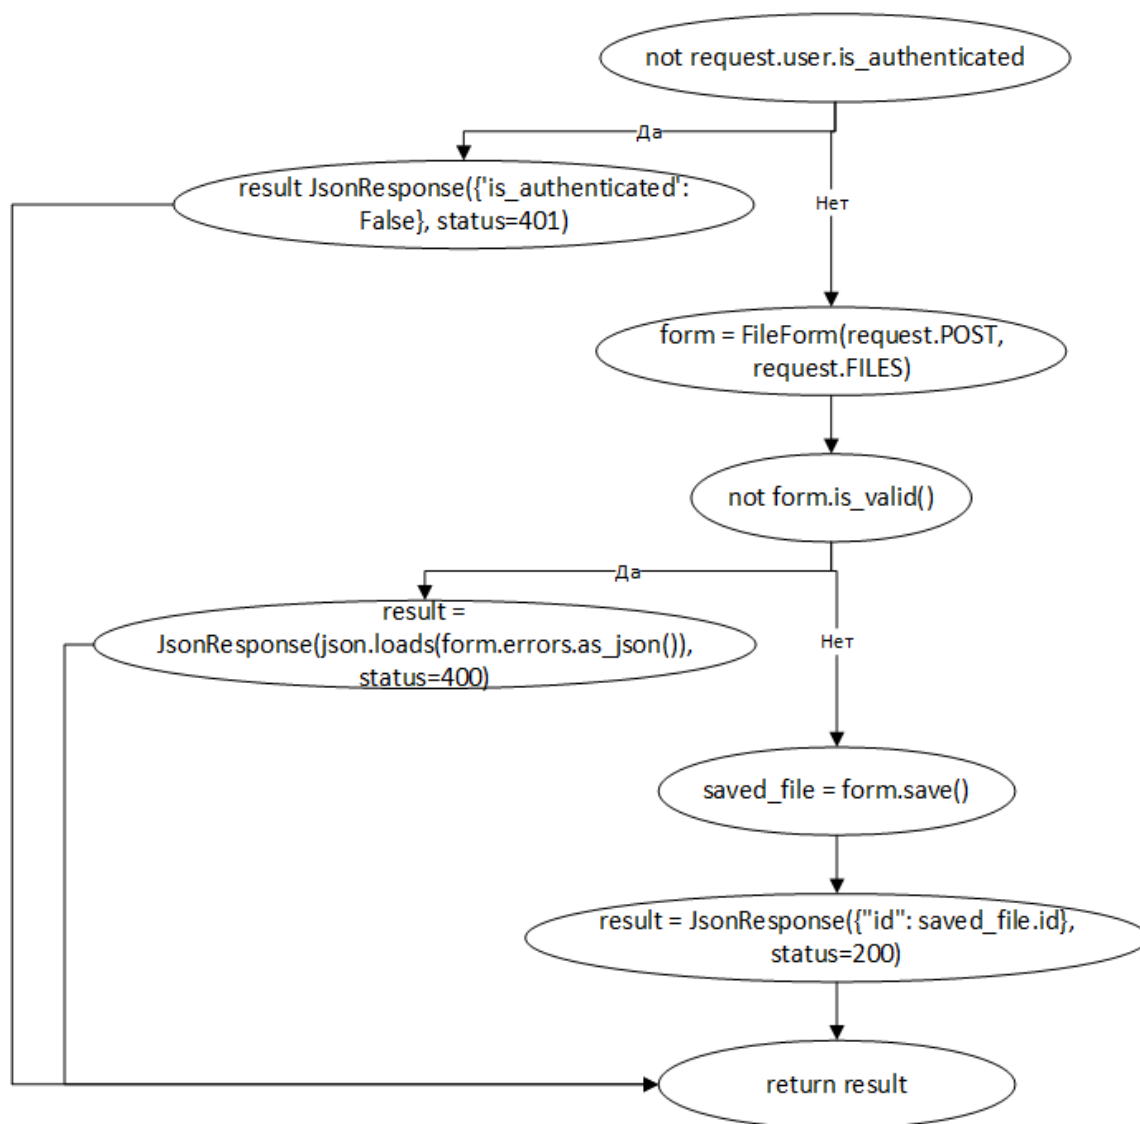 not request.user.is_authenticated
Да
result JsonResponse({'is_authenticated':
False}, status=401)
Нет
form = FileForm(request.POST,
request.FILES)
not form.is_valid()
Да
result =
JsonResponse(json.loads(form.errors.as_json()),
status=400)
Нет
saved_file = form.save()
result = JsonResponse({"id": saved_file.id},
status=200)
return result